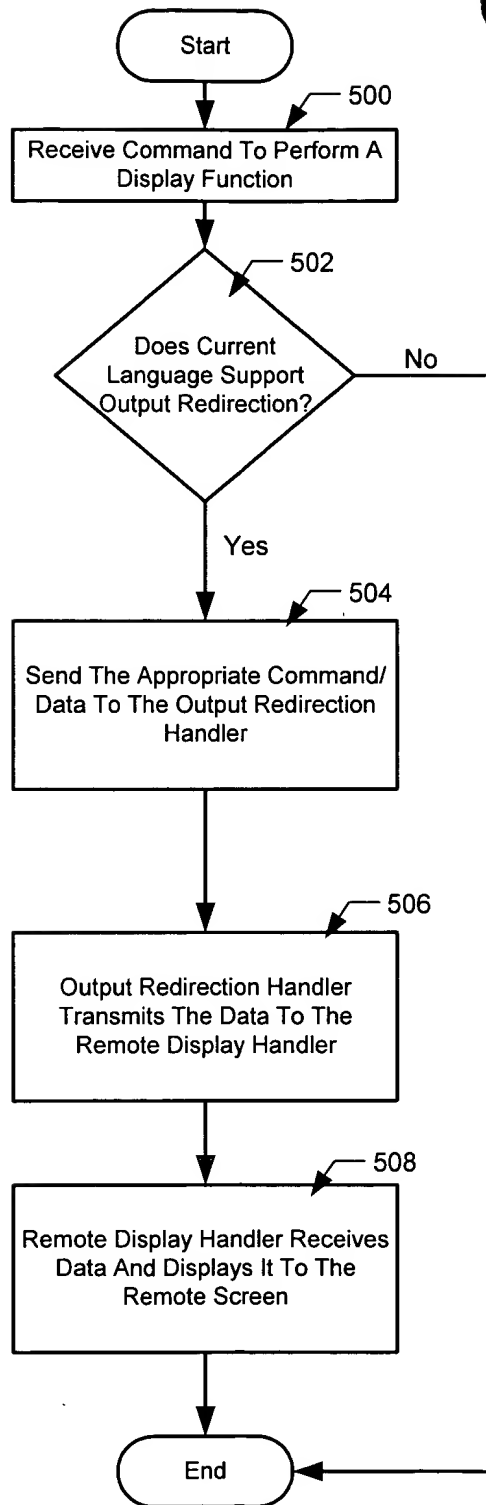 Start
500
Receive Command To Perform A
Display Function
502
Does Current
Language Support
Output Redirection?
No
Yes
504
Send The Appropriate Command/
Data To The Output Redirection
Handler
506
Output Redirection Handler
Transmits The Data To The
Remote Display Handler
508
Remote Display Handler Receives
Data And Displays It To The
Remote Screen
End